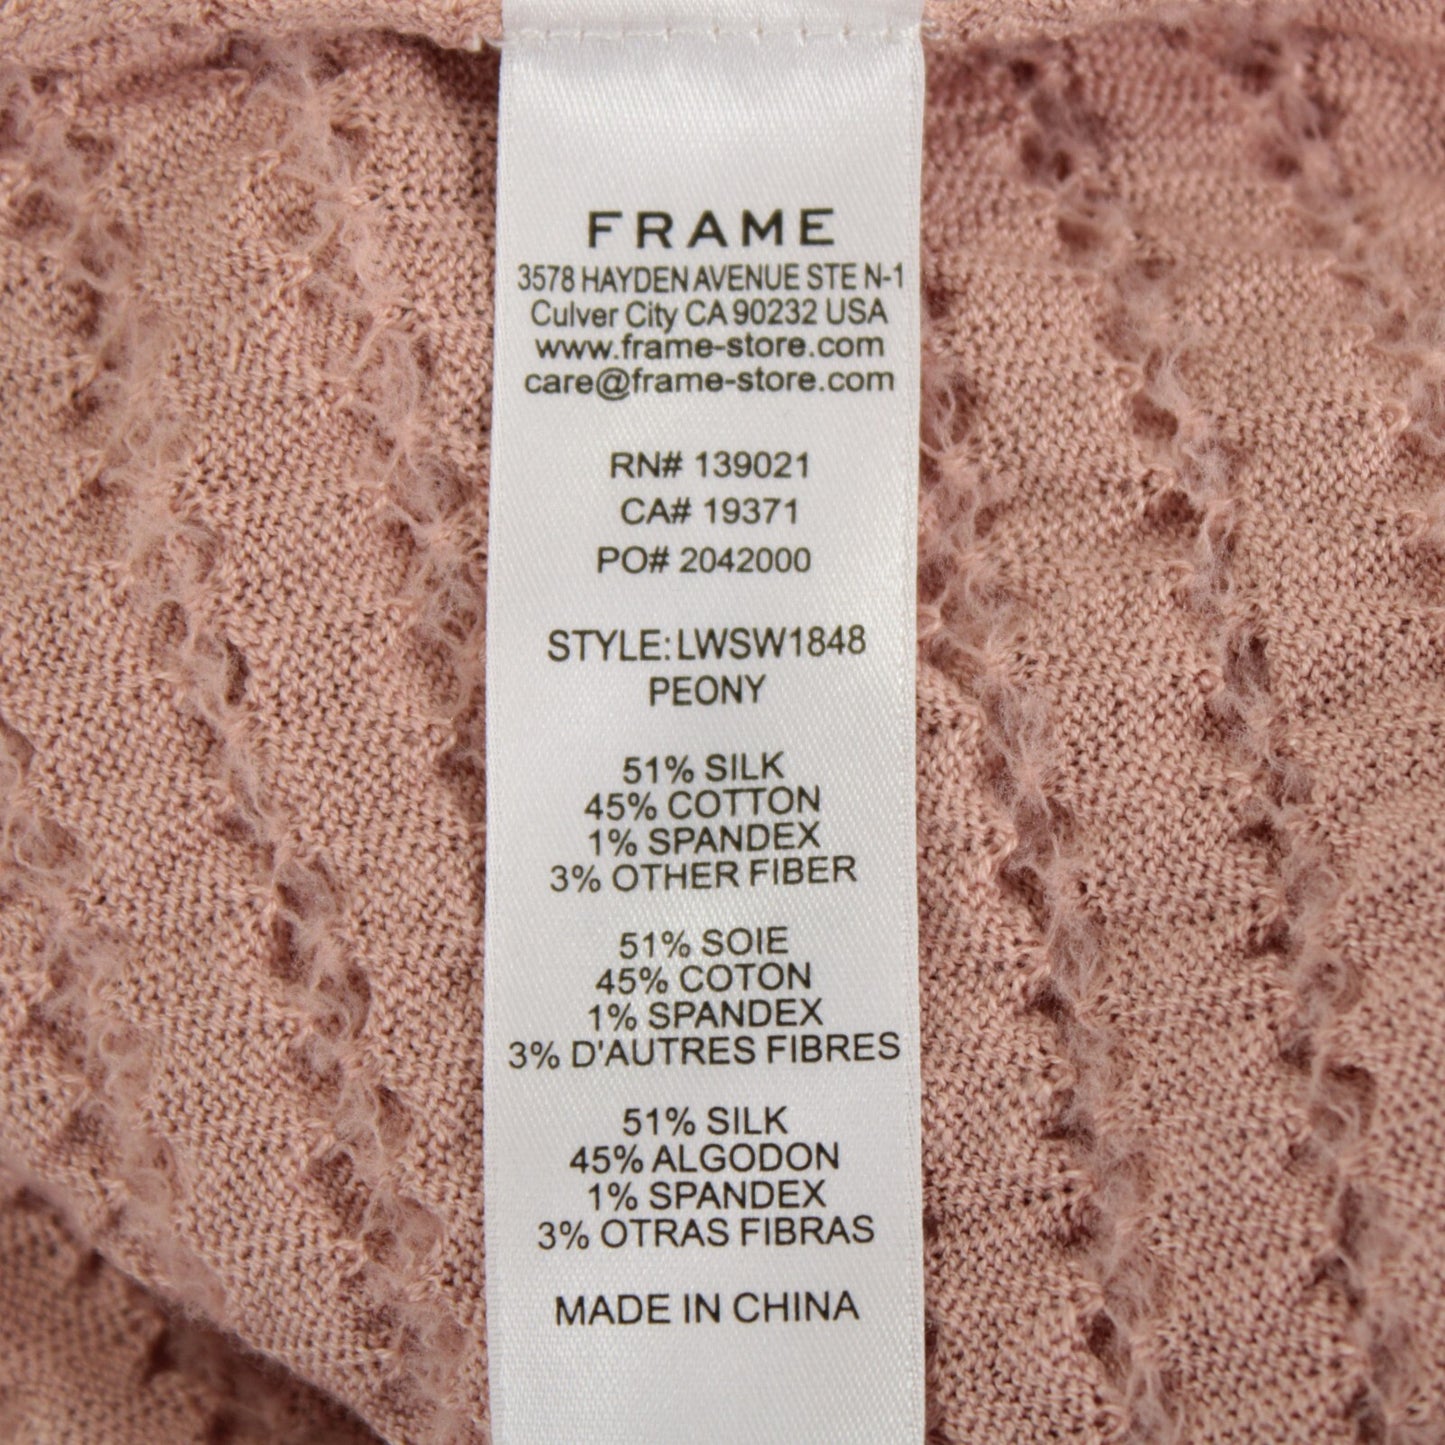 FRAME
3578 HAYDEN AVENUE STE N-1
Culver City CA 90232 USA
www.frame-store.com
care@frame-store.com
RN# 139021
CA# 19371
PO# 2042000
STYLE: LWSW1848
PEONY
51% SILK
45% COTTON
1% SPANDEX
3% OTHER FIBER
51% SOIE
45% COTON
1% SPANDEX
3% D'AUTRES FIBRES
51% SILK
45% ALGODON
1% SPANDEX
3% OTRAS FIBRAS
MADE IN CHINA